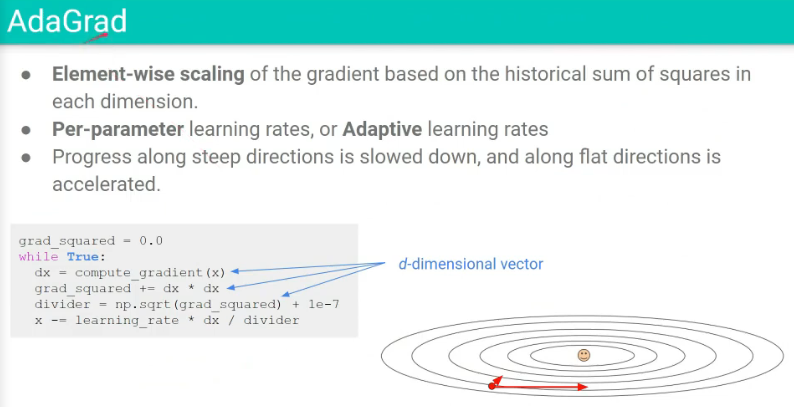 AdaGrad
● Element-wise scaling of the gradient based on the historical sum of squares in
each dimension.
● Per-parameter learning rates, or Adaptive learning rates
● Progress along steep directions is slowed down, and along flat directions is
accelerated.
grad_squared = 0.0
while True:
  dx = compute_gradient(x)
  grad_squared += dx * dx
  divider = np.sqrt(grad_squared) + 1e-7
  x -= learning_rate * dx / divider
d-dimensional vector